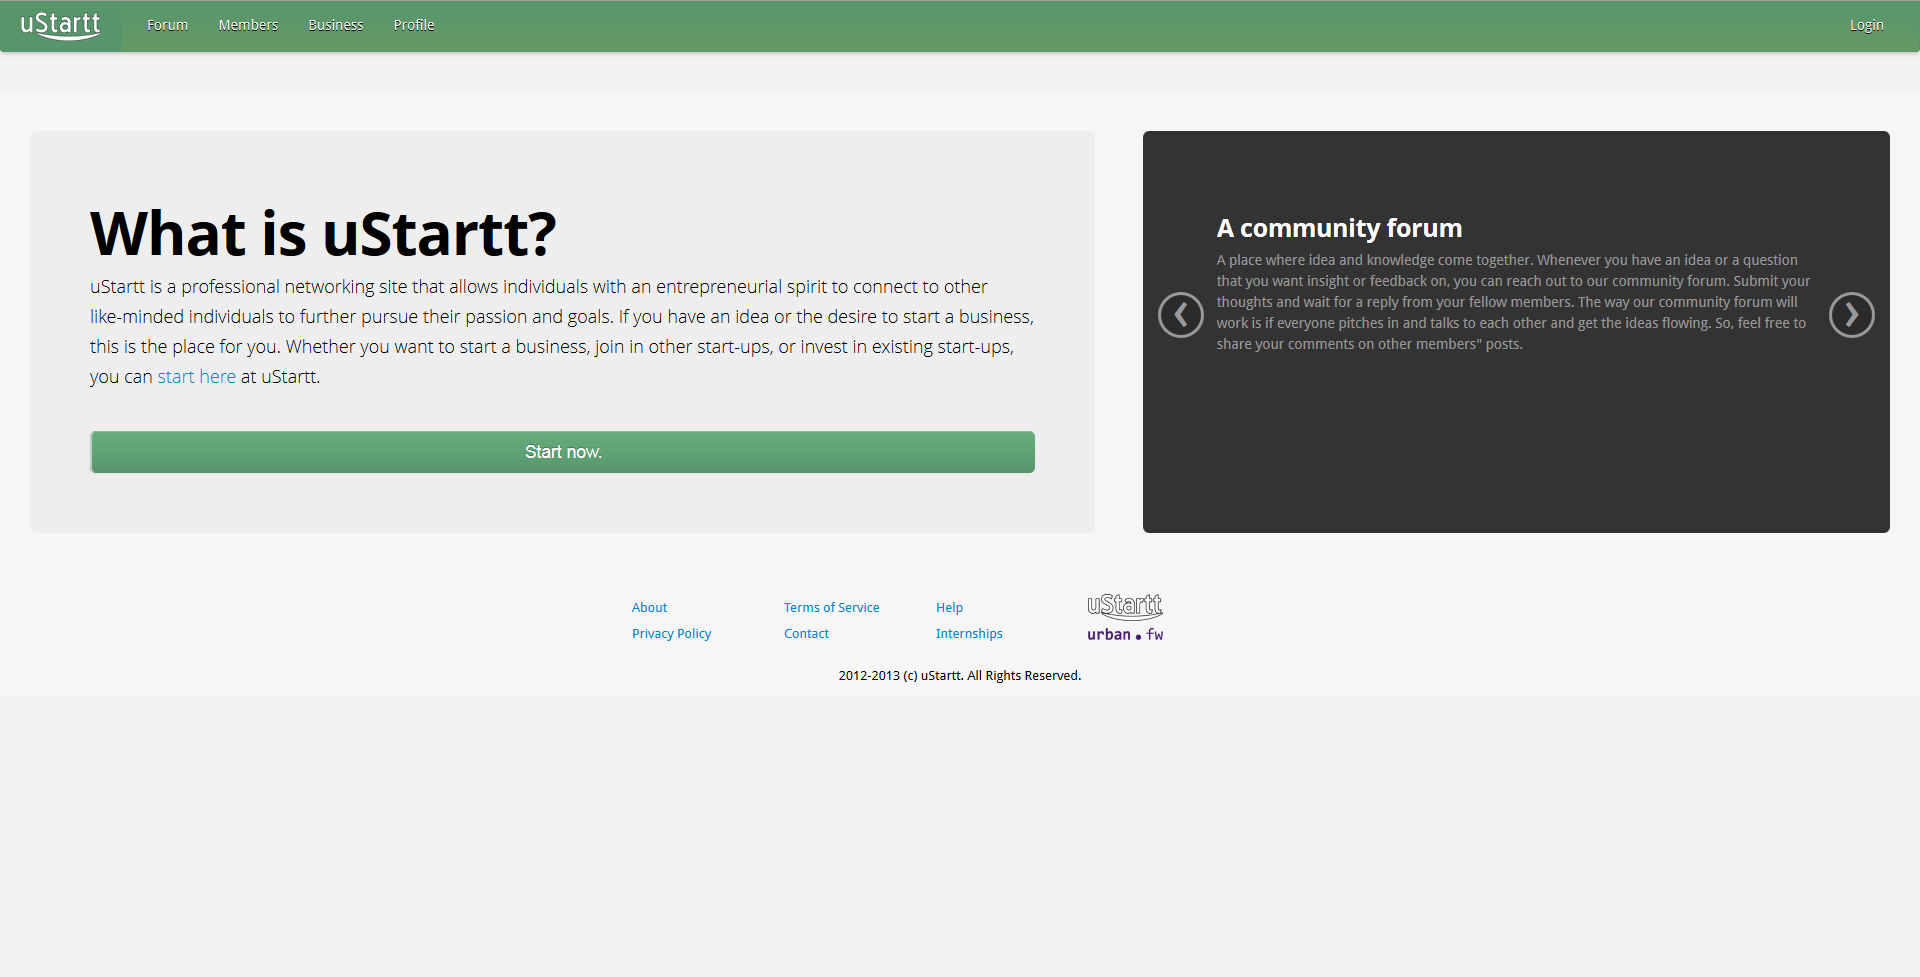 uStartt Forum Members Business Profile Login
What is uStartt?
uStartt is a professional networking site that allows individuals with an entrepreneurial spirit to connect to other
like-minded individuals to further pursue their passion and goals. If you have an idea or the desire to start a business,
this is the place for you. Whether you want to start a business, join in other start-ups, or invest in existing start-ups,
you can start here at uStartt.
Start now.
A community forum
A place where idea and knowledge come together. Whenever you have an idea or a question
that you want insight or feedback on, you can reach out to our community forum. Submit your
thoughts and wait for a reply from your fellow members. The way our community forum will
work is if everyone pitches in and talks to each other and get the ideas flowing. So, feel free to
share your comments on other members" posts.
About Terms of Service Help uStartt
Privacy Policy Contact Internships urban.fw
2012-2013 (c) uStartt. All Rights Reserved.